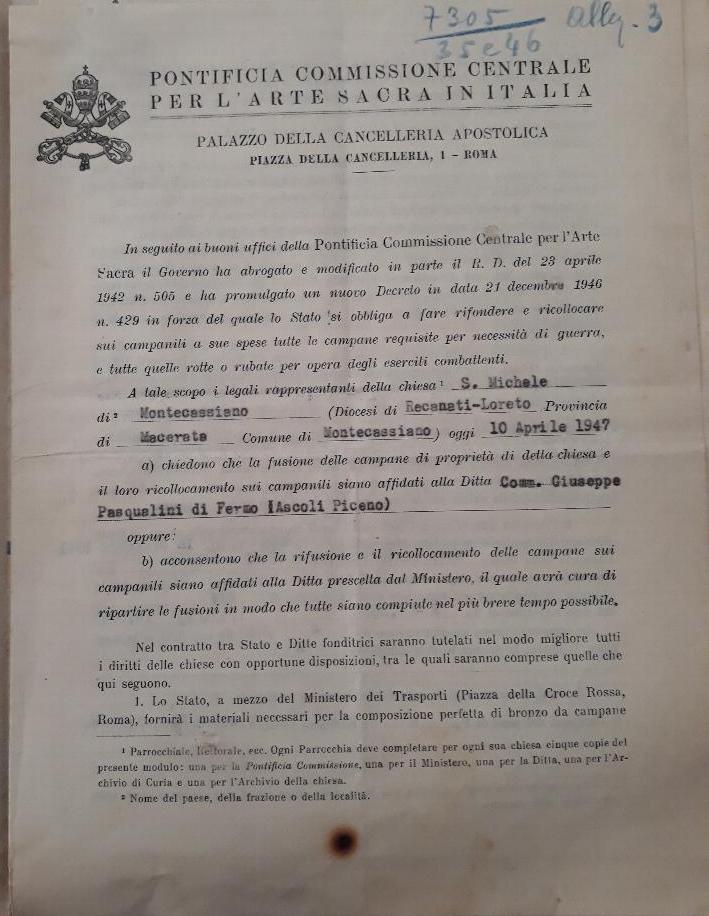 7305 alleg. 3
35 e 46
PONTIFICIA COMMISSIONE CENTRALE
PER L'ARTE SACRA IN ITALIA
PALAZZO DELLA CANCELLERIA APOSTOLICA
PIAZZA DELLA CANCELLERIA, 1 - ROMA
In seguito ai buoni uffici della Pontificia Commissione Centrale per l'Arte
Sacra il Governo ha abrogato e modificato in parte il R. D. del 23 aprile
1942 n. 505 e ha promulgato un nuovo Decreto in data 21 decembre 1946
n. 429 in forza del quale lo Stato si obbliga a fare rifondere e ricollocare
sui campanili a sue spese tutte le campane requisite per necessità di guerra,
e tutte quelle rotte o rubate per opera degli eserciti combattenti.
A tale scopo i legali rappresentanti della chiesa¹ S. Michele
di² Montecassiano (Diocesi di Recanati-Loreto Provincia
di Macerata Comune di Montecassiano) oggi 10 Aprile 1947
a) chiedono che la fusione delle campane di proprietà di detta chiesa e
il loro ricollocamento sui campanili siano affidati alla Ditta Comm. Giuseppe
Pasqualini di Fermo (Ascoli Piceno)
oppure:
b) acconsentono che la rifusione e il ricollocamento delle campane sui
campanili siano affidati alla Ditta prescelta dal Ministero, il quale avrà cura di
ripartire le fusioni in modo che tutte siano compiute nel più breve tempo possibile.
Nel contratto tra Stato e Ditte fonditrici saranno tutelati nel modo migliore tutti
i diritti delle chiese con opportune disposizioni, tra le quali saranno comprese quelle che
qui seguono.
1. Lo Stato, a mezzo del Ministero dei Trasporti (Piazza della Croce Rossa,
Roma), fornirà i materiali necessari per la composizione perfetta di bronzo da campane
¹ Parrocchiale, Rettorale, ecc. Ogni Parrocchia deve completare per ogni sua chiesa cinque copie del
presente modulo: una per la Pontificia Commissione, una per il Ministero, una per la Ditta, una per l'Ar-
chivio di Curia e una per l'Archivio della chiesa.
² Nome del paese, della frazione o della località.